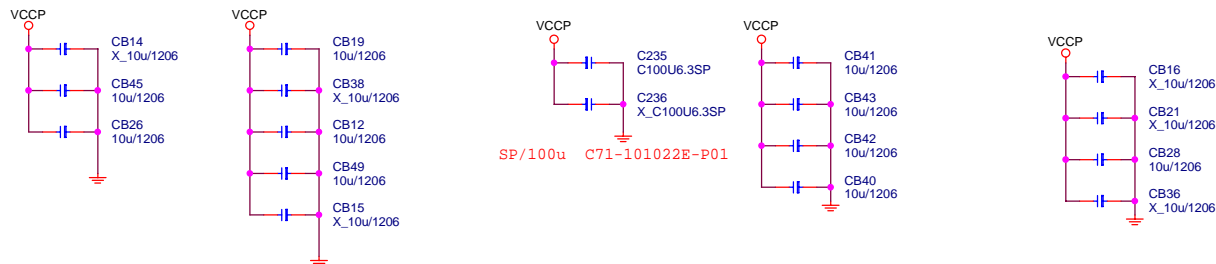 VCCP
CB14
X_10u/1206
CB45
10u/1206
CB26
10u/1206
VCCP
CB19
10u/1206
CB38
X_10u/1206
CB12
10u/1206
CB49
10u/1206
CB15
X_10u/1206
VCCP
C235
C100U6.3SP
C236
X_C100U6.3SP
SP/100u C71-101022E-P01
VCCP
CB41
10u/1206
CB43
10u/1206
CB42
10u/1206
CB40
10u/1206
VCCP
CB16
X_10u/1206
CB21
X_10u/1206
CB28
10u/1206
CB36
X_10u/1206